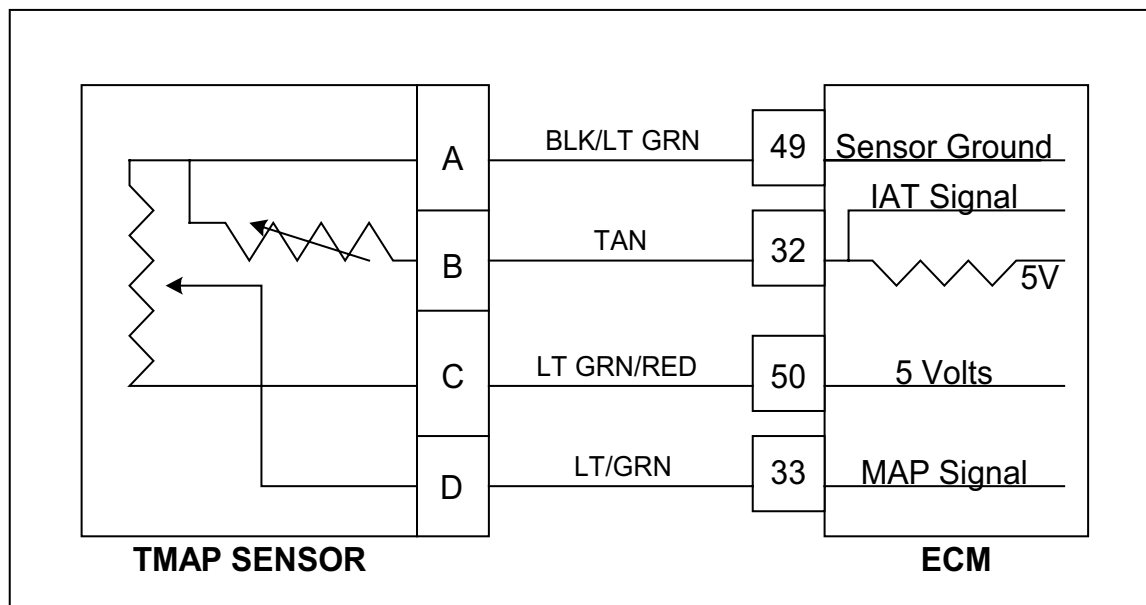 A BLK/LT GRN 49 Sensor Ground
IAT Signal
B TAN 32
5V
C LT GRN/RED 50 5 Volts
D LT/GRN 33 MAP Signal
TMAP SENSOR ECM